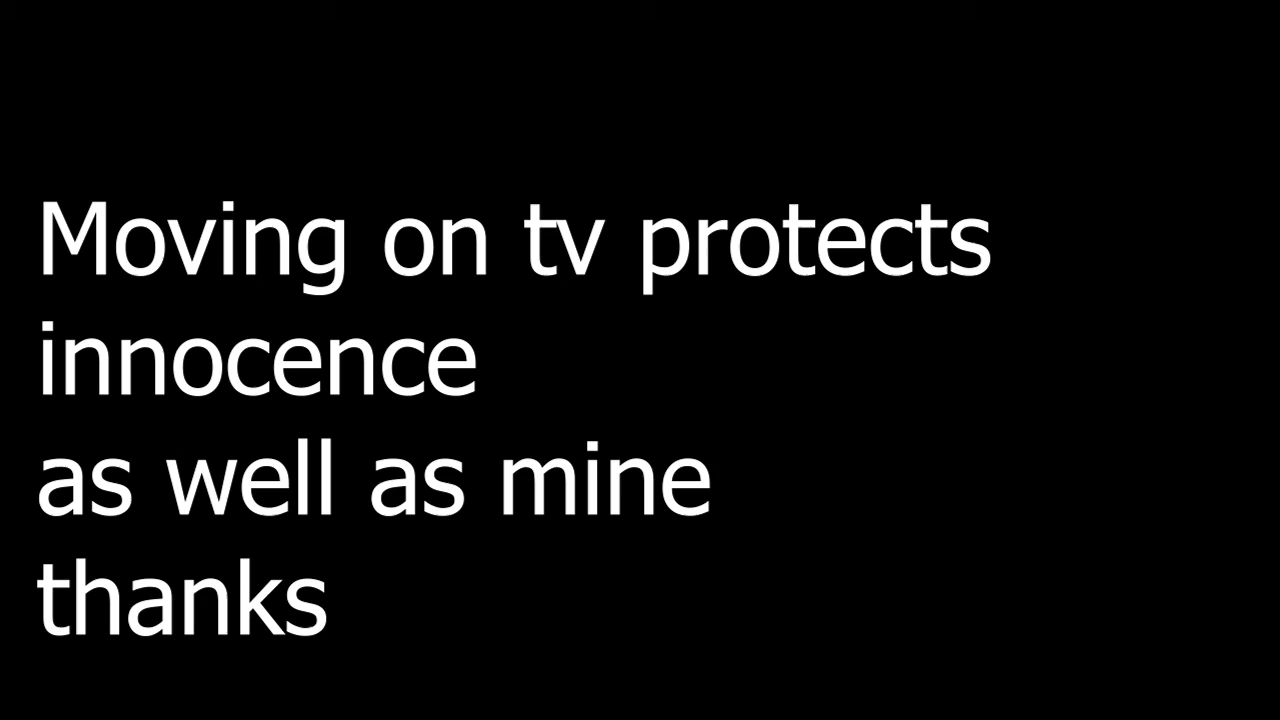 Moving on tv protects
innocence
as well as mine
thanks